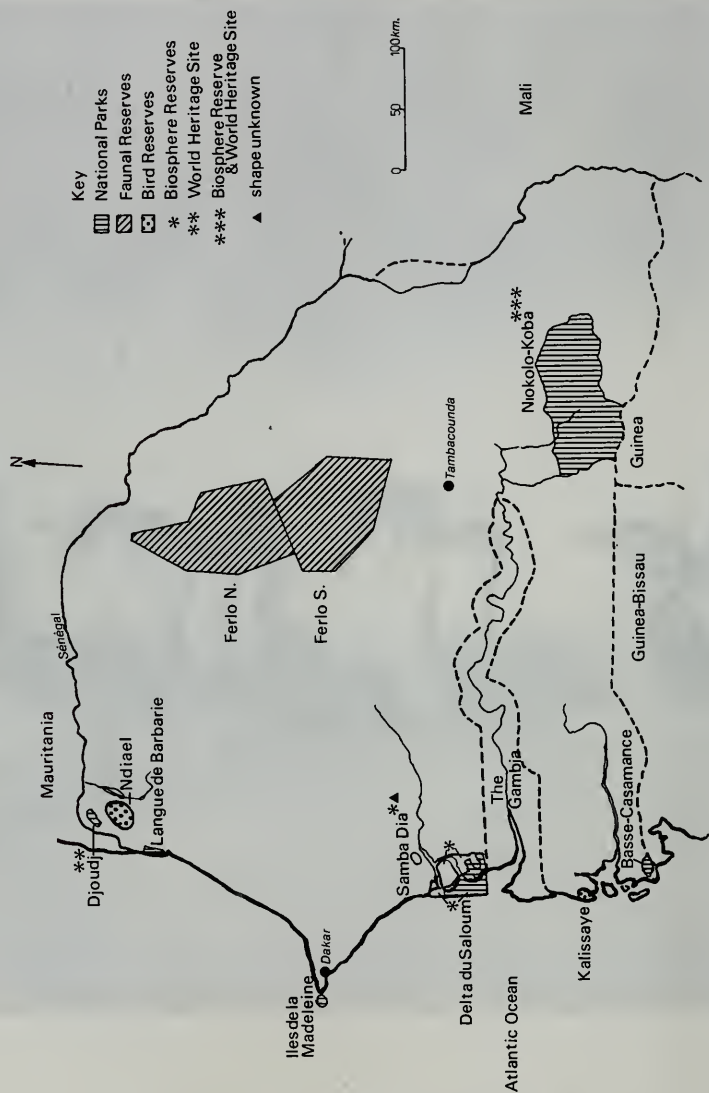 N
Key
National Parks
Faunal Reserves
Bird Reserves
* Biosphere Reserves
** World Heritage Site
*** Biosphere Reserve
& World Heritage Site
▲ shape unknown
0 50 100km.
Mauritania
Sénégal
**
Djoudj
Ndiael
Langue de Barbarie
Ferlo N.
Ferlo S.
Iles de la
Madeleine
Dakar
Samba Dia*▲
Tambacounda
Mali
Delta du Saloum
*
*
The
Gambia
Niokolo-Koba
***
Atlantic Ocean
Kalissaye
Basse-Casamance
Guinea-Bissau
Guinea